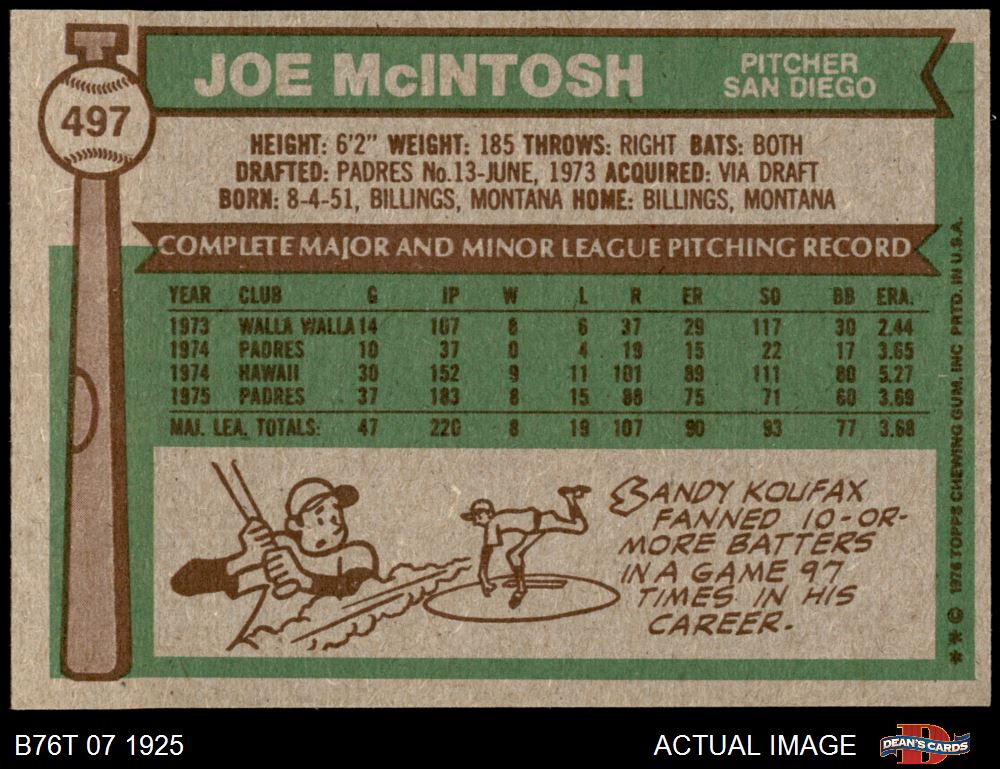 497
JOE McINTOSH
PITCHER
SAN DIEGO
HEIGHT: 6'2" WEIGHT: 185 THROWS: RIGHT BATS: BOTH
DRAFTED: PADRES No.13-JUNE, 1973 ACQUIRED: VIA DRAFT
BORN: 8-4-51, BILLINGS, MONTANA HOME: BILLINGS, MONTANA
COMPLETE MAJOR AND MINOR LEAGUE PITCHING RECORD
YEAR CLUB G IP W L R ER SO BB ERA.
1973 WALLA WALLA 14 107 8 6 37 29 117 30 2.44
1974 PADRES 10 37 0 4 19 15 22 17 3.65
1974 HAWAII 30 152 9 11 101 89 111 80 5.27
1975 PADRES 37 183 8 15 88 75 71 60 3.69
MAJ. LEA. TOTALS: 47 220 8 19 107 90 93 77 3.68
SANDY KOUFAX
FANNED 10-OR-
MORE BATTERS
IN A GAME 97
TIMES IN HIS
CAREER.
** © 1976 TOPPS CHEWING GUM, INC PRTD. IN U.S.A.
B76T 07 1925
ACTUAL IMAGE
DEAN'S CARDS